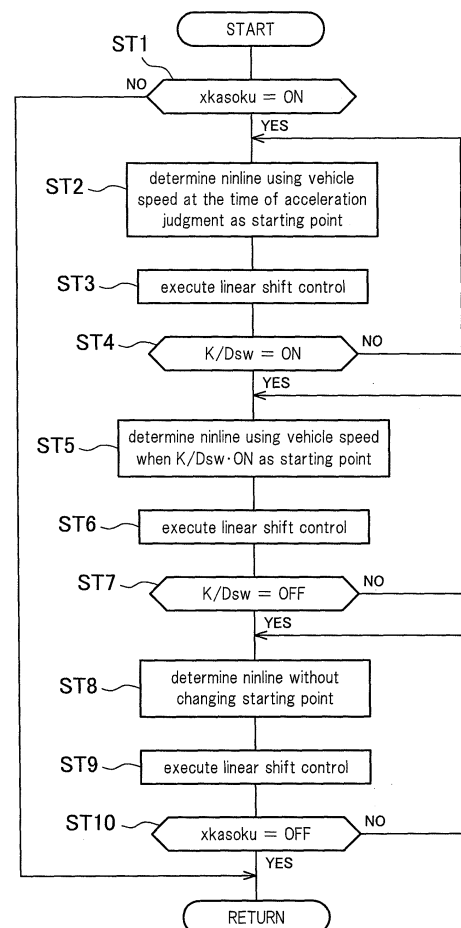 START
ST1
NO
xkasoku = ON
YES
ST2
determine ninline using vehicle
speed at the time of acceleration
judgment as starting point
ST3
execute linear shift control
ST4
K/Dsw = ON
NO
YES
ST5
determine ninline using vehicle speed
when K/Dsw·ON as starting point
ST6
execute linear shift control
ST7
K/Dsw = OFF
NO
YES
ST8
determine ninline without
changing starting point
ST9
execute linear shift control
ST10
xkasoku = OFF
NO
YES
RETURN